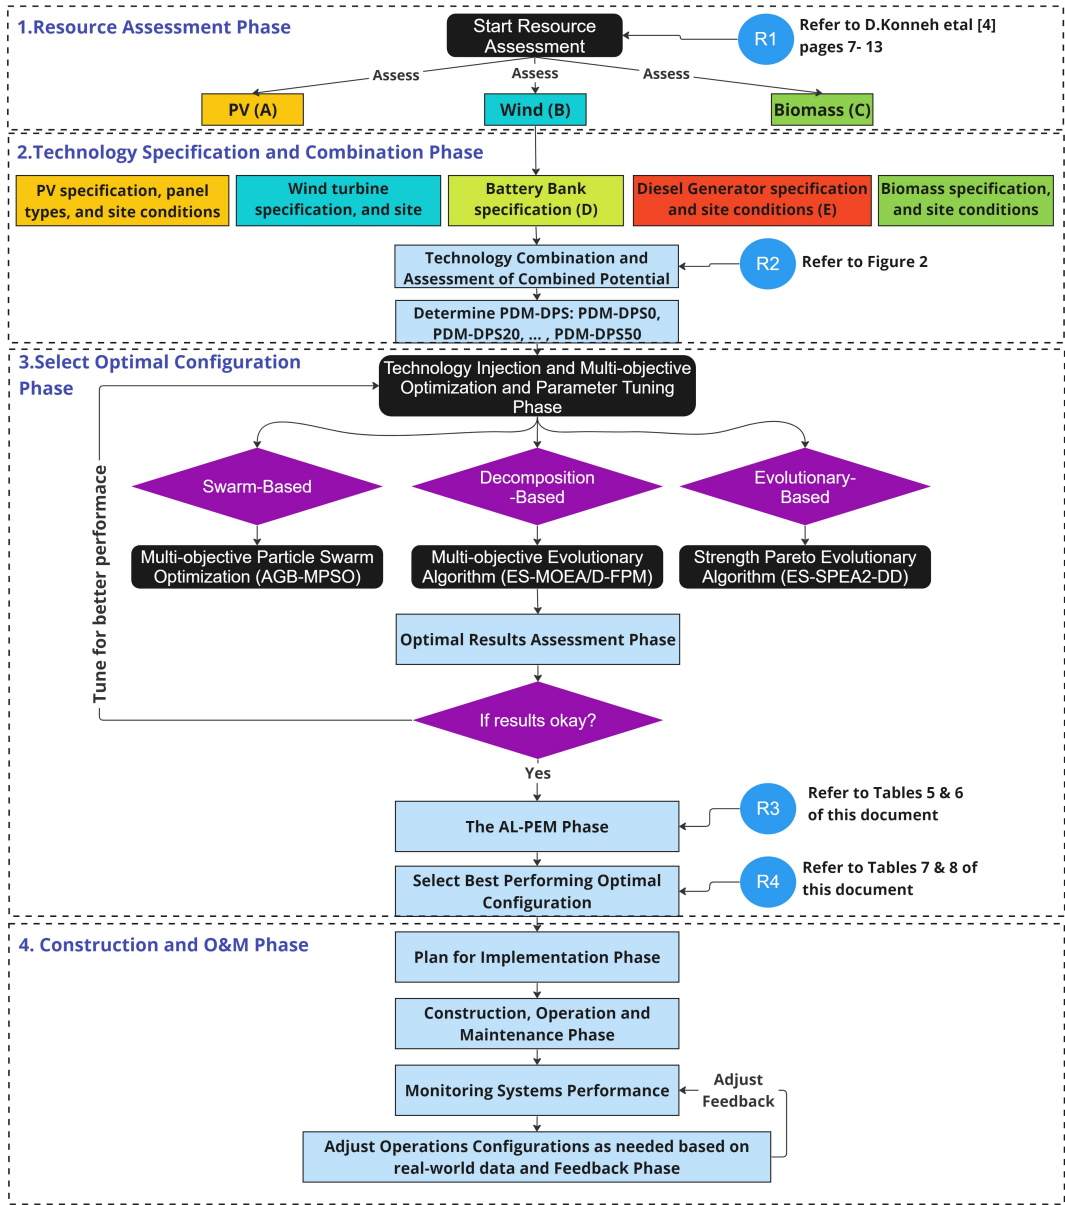 1.Resource Assessment Phase
Start Resource
Assessment
R1
Refer to D.Konneh etal [4]
pages 7- 13
Assess
Assess
Assess
PV (A)
Wind (B)
Biomass (C)
2.Technology Specification and Combination Phase
PV specification, panel
types, and site conditions
Wind turbine
specification, and site
Battery Bank
specification (D)
Diesel Generator specification
and site conditions (E)
Biomass specification,
and site conditions
Technology Combination and
Assessment of Combined Potential
R2
Refer to Figure 2
Determine PDM-DPS: PDM-DPS0,
PDM-DPS20, ... , PDM-DPS50
3.Select Optimal Configuration
Phase
Technology Injection and Multi-objective
Optimization and Parameter Tuning
Phase
Swarm-Based
Decomposition
-Based
Evolutionary-
Based
Multi-objective Particle Swarm
Optimization (AGB-MPSO)
Multi-objective Evolutionary
Algorithm (ES-MOEA/D-FPM)
Strength Pareto Evolutionary
Algorithm (ES-SPEA2-DD)
Tune for better performace
Optimal Results Assessment Phase
If results okay?
Yes
The AL-PEM Phase
R3
Refer to Tables 5 & 6
of this document
Select Best Performing Optimal
Configuration
R4
Refer to Tables 7 & 8 of
this document
4. Construction and O&M Phase
Plan for Implementation Phase
Construction, Operation and
Maintenance Phase
Monitoring Systems Performance
Adjust
Feedback
Adjust Operations Configurations as needed based on
real-world data and Feedback Phase